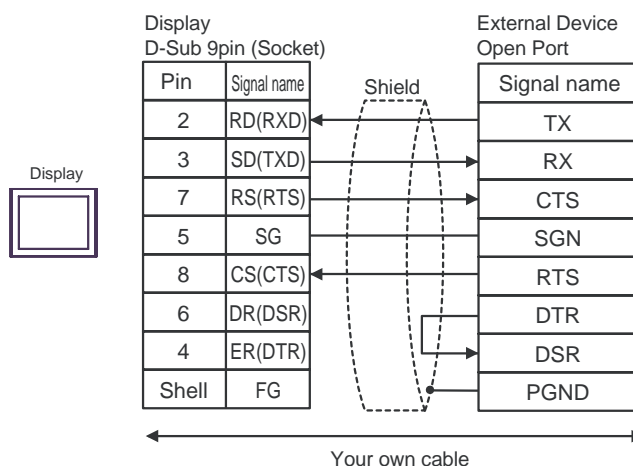 Display
D-Sub 9pin (Socket)
External Device
Open Port
Pin Signal name Shield Signal name
2 RD(RXD) TX
3 SD(TXD) RX
Display
7 RS(RTS) CTS
5 SG SGN
8 CS(CTS) RTS
6 DR(DSR) DTR
4 ER(DTR) DSR
Shell FG PGND
Your own cable